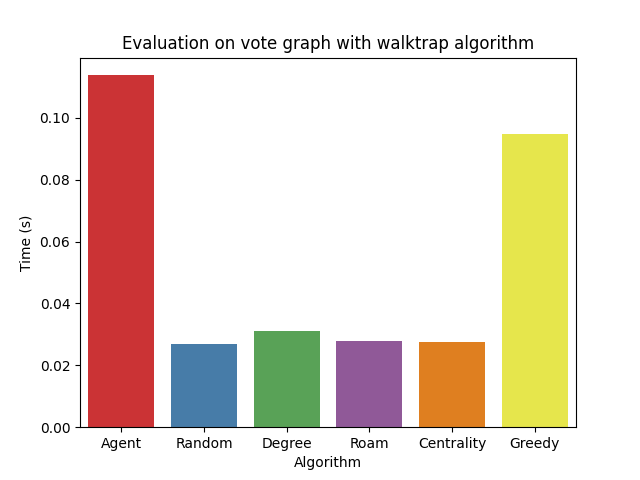 Evaluation on vote graph with walktrap algorithm
Time (s)
0.10
0.08
0.06
0.04
0.02
0.00
Agent Random Degree Roam Centrality Greedy
Algorithm